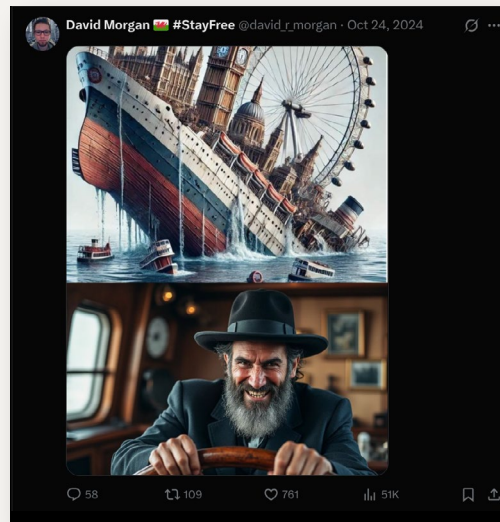 David Morgan 🏴󠁧󠁢󠁷󠁬󠁳󠁿 #StayFree @david_r_morgan · Oct 24, 2024
58 109 761 51K